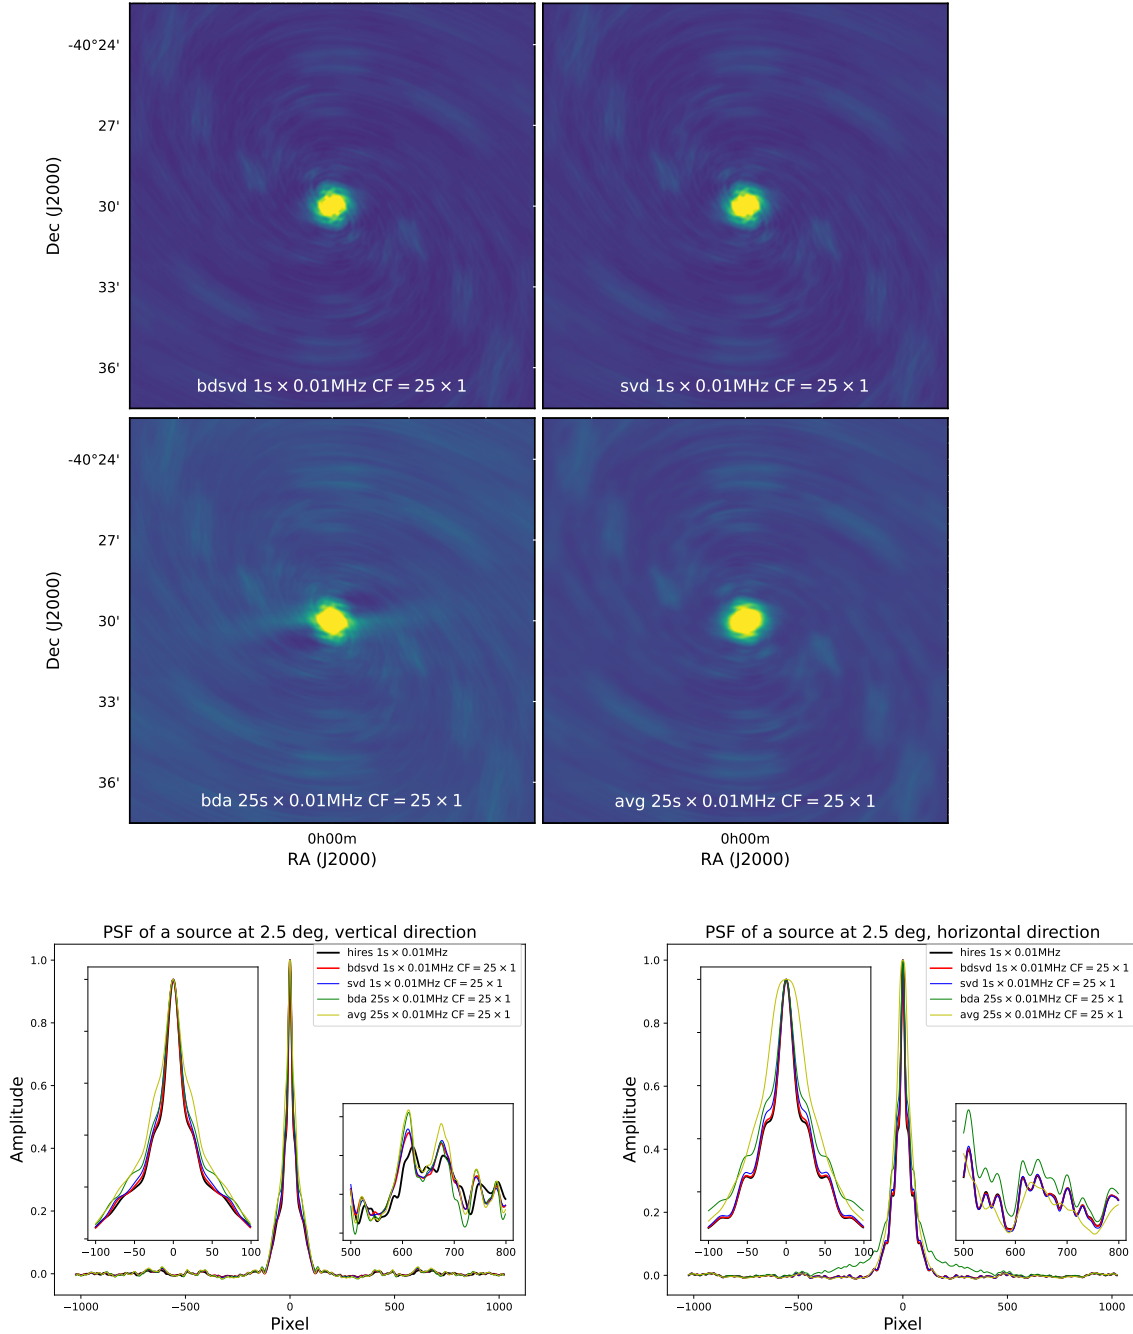 -40°24'
27'
30'
33'
36'
Dec (J2000)
bdsvd 1s × 0.01MHz CF = 25 × 1
svd 1s × 0.01MHz CF = 25 × 1
-40°24'
27'
30'
33'
36'
Dec (J2000)
bda 25s × 0.01MHz CF = 25 × 1
avg 25s × 0.01MHz CF = 25 × 1
0h00m
0h00m
RA (J2000)
RA (J2000)
PSF of a source at 2.5 deg, vertical direction
hires 1s × 0.01MHz
bdsvd 1s × 0.01MHz CF = 25 × 1
svd 1s × 0.01MHz CF = 25 × 1
bda 25s × 0.01MHz CF = 25 × 1
avg 25s × 0.01MHz CF = 25 × 1
1.0
0.8
0.6
0.4
0.2
0.0
Amplitude
−100 −50 0 50 100
500 600 700 800
−1000 −500 0 500 1000
Pixel
PSF of a source at 2.5 deg, horizontal direction
hires 1s × 0.01MHz
bdsvd 1s × 0.01MHz CF = 25 × 1
svd 1s × 0.01MHz CF = 25 × 1
bda 25s × 0.01MHz CF = 25 × 1
avg 25s × 0.01MHz CF = 25 × 1
1.0
0.8
0.6
0.4
0.2
0.0
Amplitude
−100 −50 0 50 100
500 600 700 800
−1000 −500 0 500 1000
Pixel